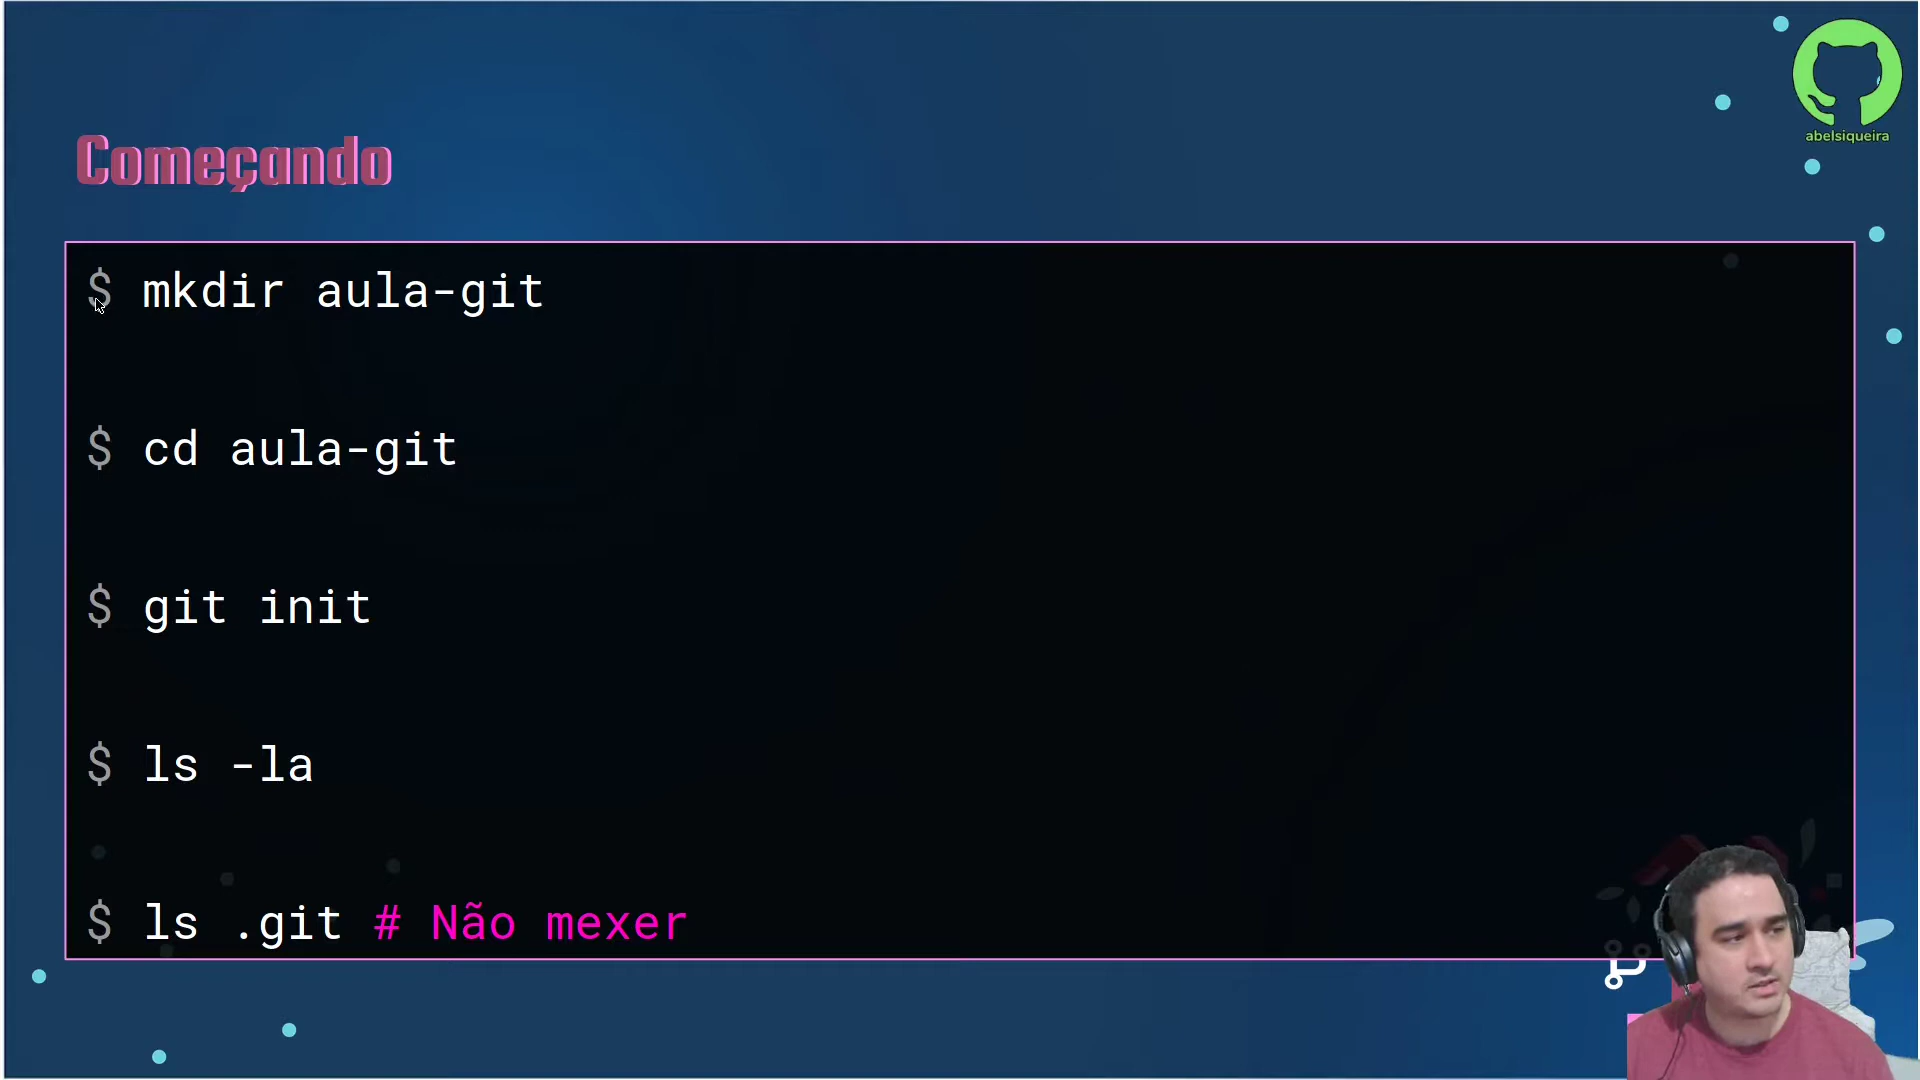 abelsiqueira
Começando
$ mkdir aula-git
$ cd aula-git
$ git init
$ ls -la
$ ls .git # Não mexer